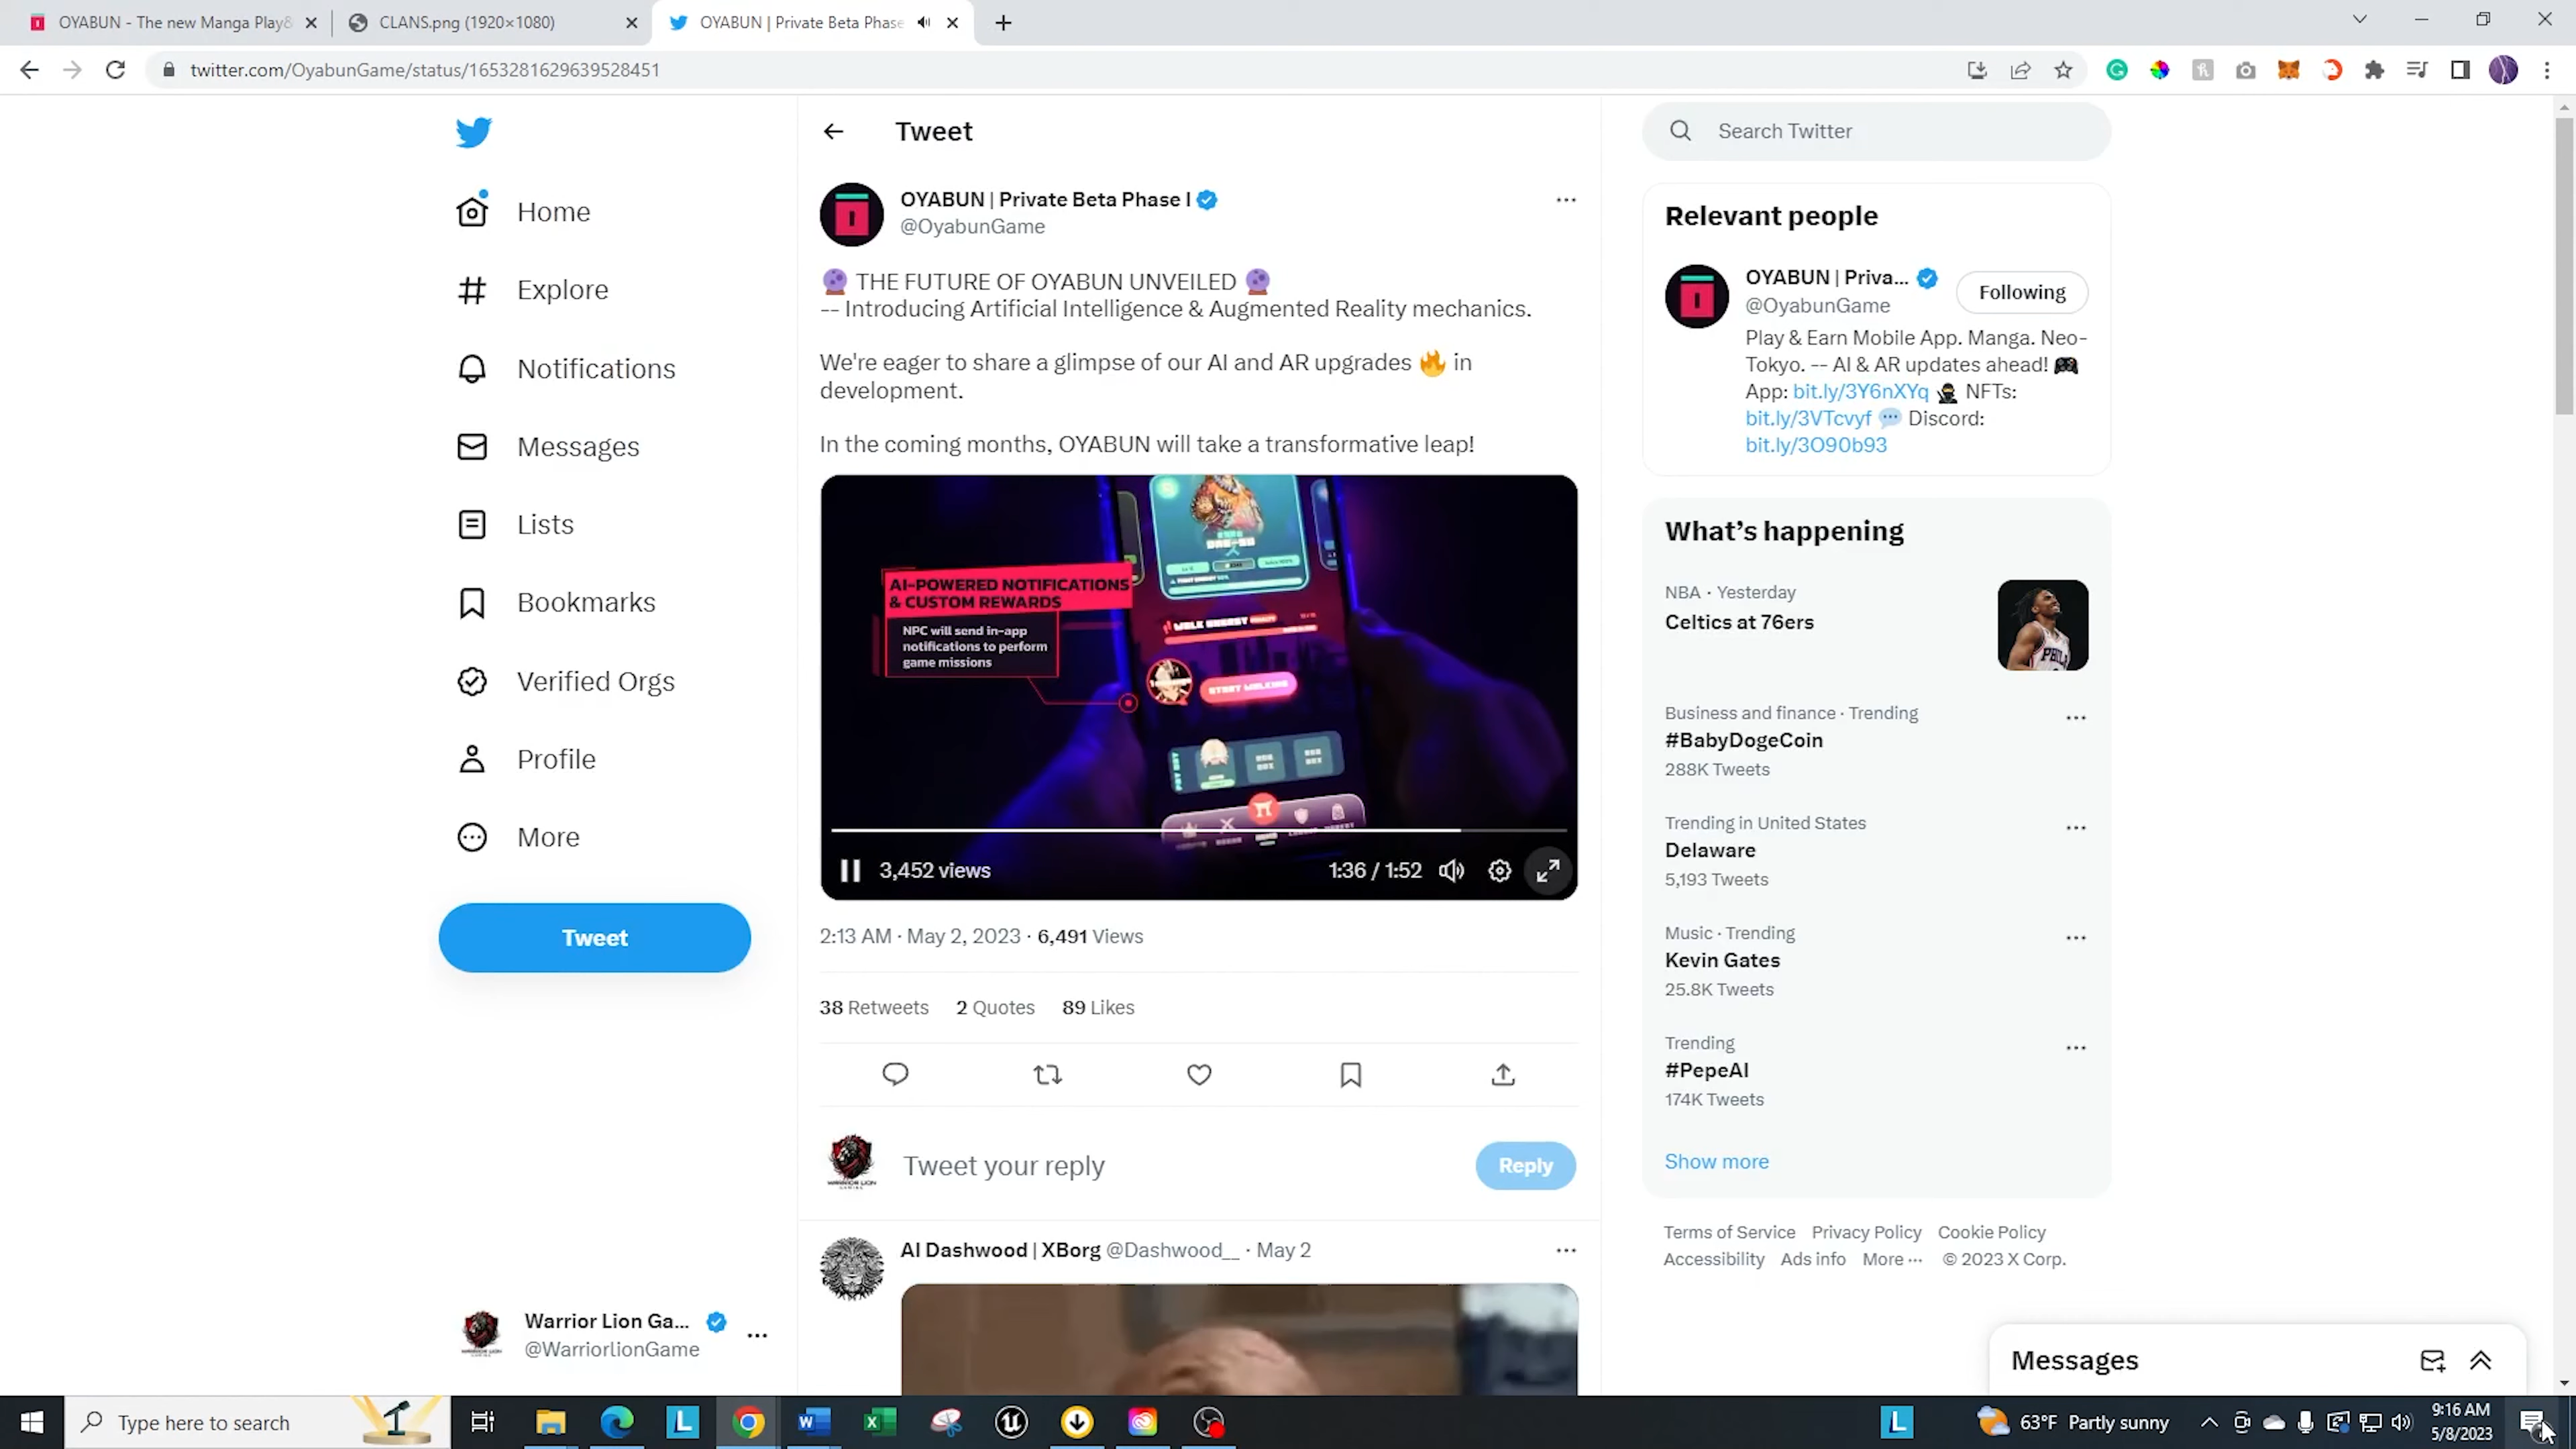 OYABUN - The new Manga Play&
CLANS.png (1920×1080)
OYABUN | Private Beta Phase
twitter.com/OyabunGame/status/1653281629639528451
Home
Explore
Notifications
Messages
Lists
Bookmarks
Verified Orgs
Profile
More
Tweet
Warrior Lion Ga...
@WarriorlionGame
Tweet
OYABUN | Private Beta Phase I
@OyabunGame
THE FUTURE OF OYABUN UNVEILED
-- Introducing Artificial Intelligence & Augmented Reality mechanics.
We're eager to share a glimpse of our AI and AR upgrades 🔥 in
development.
In the coming months, OYABUN will take a transformative leap!
AI-POWERED NOTIFICATIONS
& CUSTOM REWARDS
NPC will send in-app
notifications to perform
game missions
WALK ENERGY
START WALKING
3,452 views
1:36 / 1:52
2:13 AM · May 2, 2023 · 6,491 Views
38 Retweets 2 Quotes 89 Likes
WARRIOR LION
Tweet your reply
Reply
AI Dashwood | XBorg @Dashwood__ · May 2
Search Twitter
Relevant people
OYABUN | Priva...
@OyabunGame
Following
Play & Earn Mobile App. Manga. Neo-
Tokyo. -- AI & AR updates ahead! 🎮
App: bit.ly/3Y6nXYq 🥷 NFTs:
bit.ly/3VTcvyf 💬 Discord:
bit.ly/3O90b93
What's happening
NBA · Yesterday
Celtics at 76ers
PHIL
Business and finance · Trending
#BabyDogeCoin
288K Tweets
Trending in United States
Delaware
5,193 Tweets
Music · Trending
Kevin Gates
25.8K Tweets
Trending
#PepeAI
174K Tweets
Show more
Terms of Service Privacy Policy Cookie Policy
Accessibility Ads info More ··· © 2023 X Corp.
Messages
Type here to search
63°F Partly sunny
9:16 AM
5/8/2023